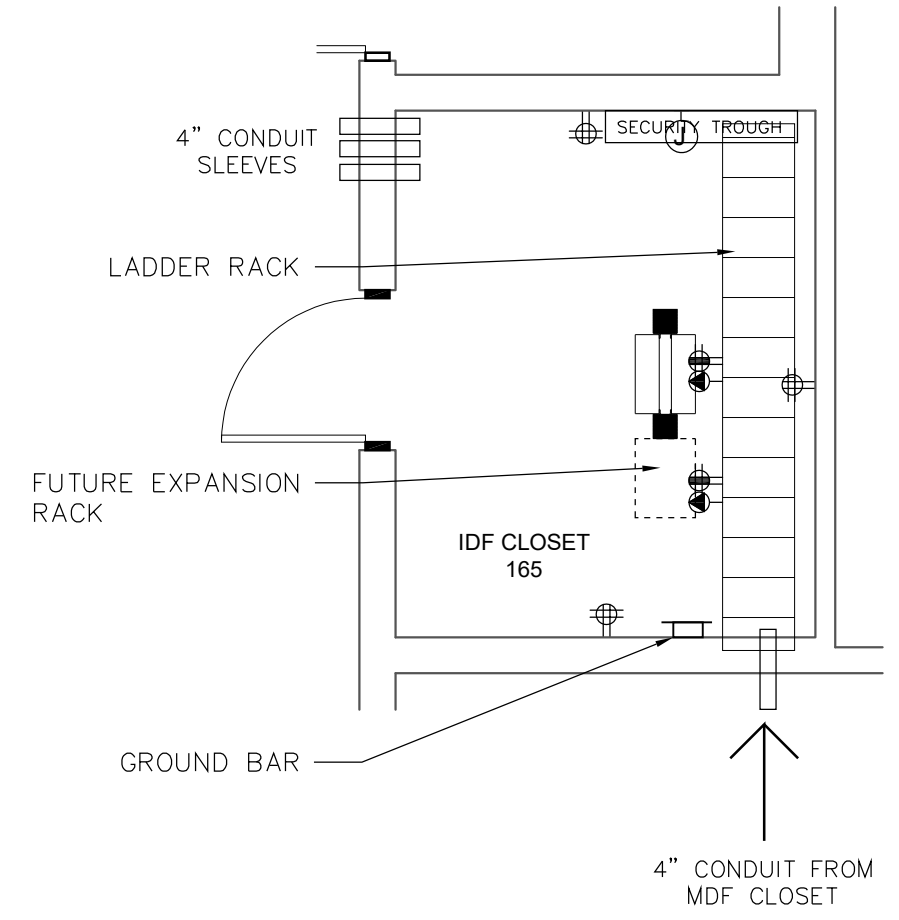 4” CONDUIT
SLEEVES
SECURITY TROUGH
J
LADDER RACK
FUTURE EXPANSION
RACK
IDF CLOSET
165
GROUND BAR
4” CONDUIT FROM
MDF CLOSET